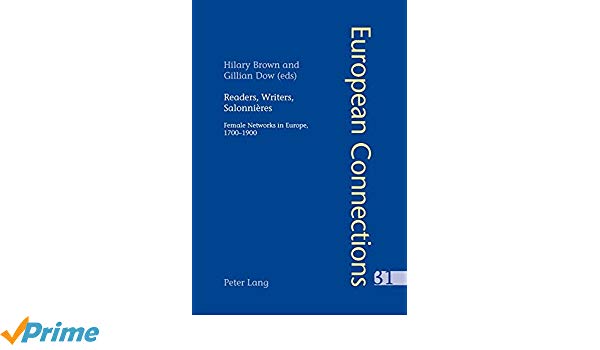 Hilary Brown and
Gillian Dow (eds)
Readers, Writers,
Salonnières
Female Networks in Europe,
1700–1900
Peter Lang
European Connections
31
Prime